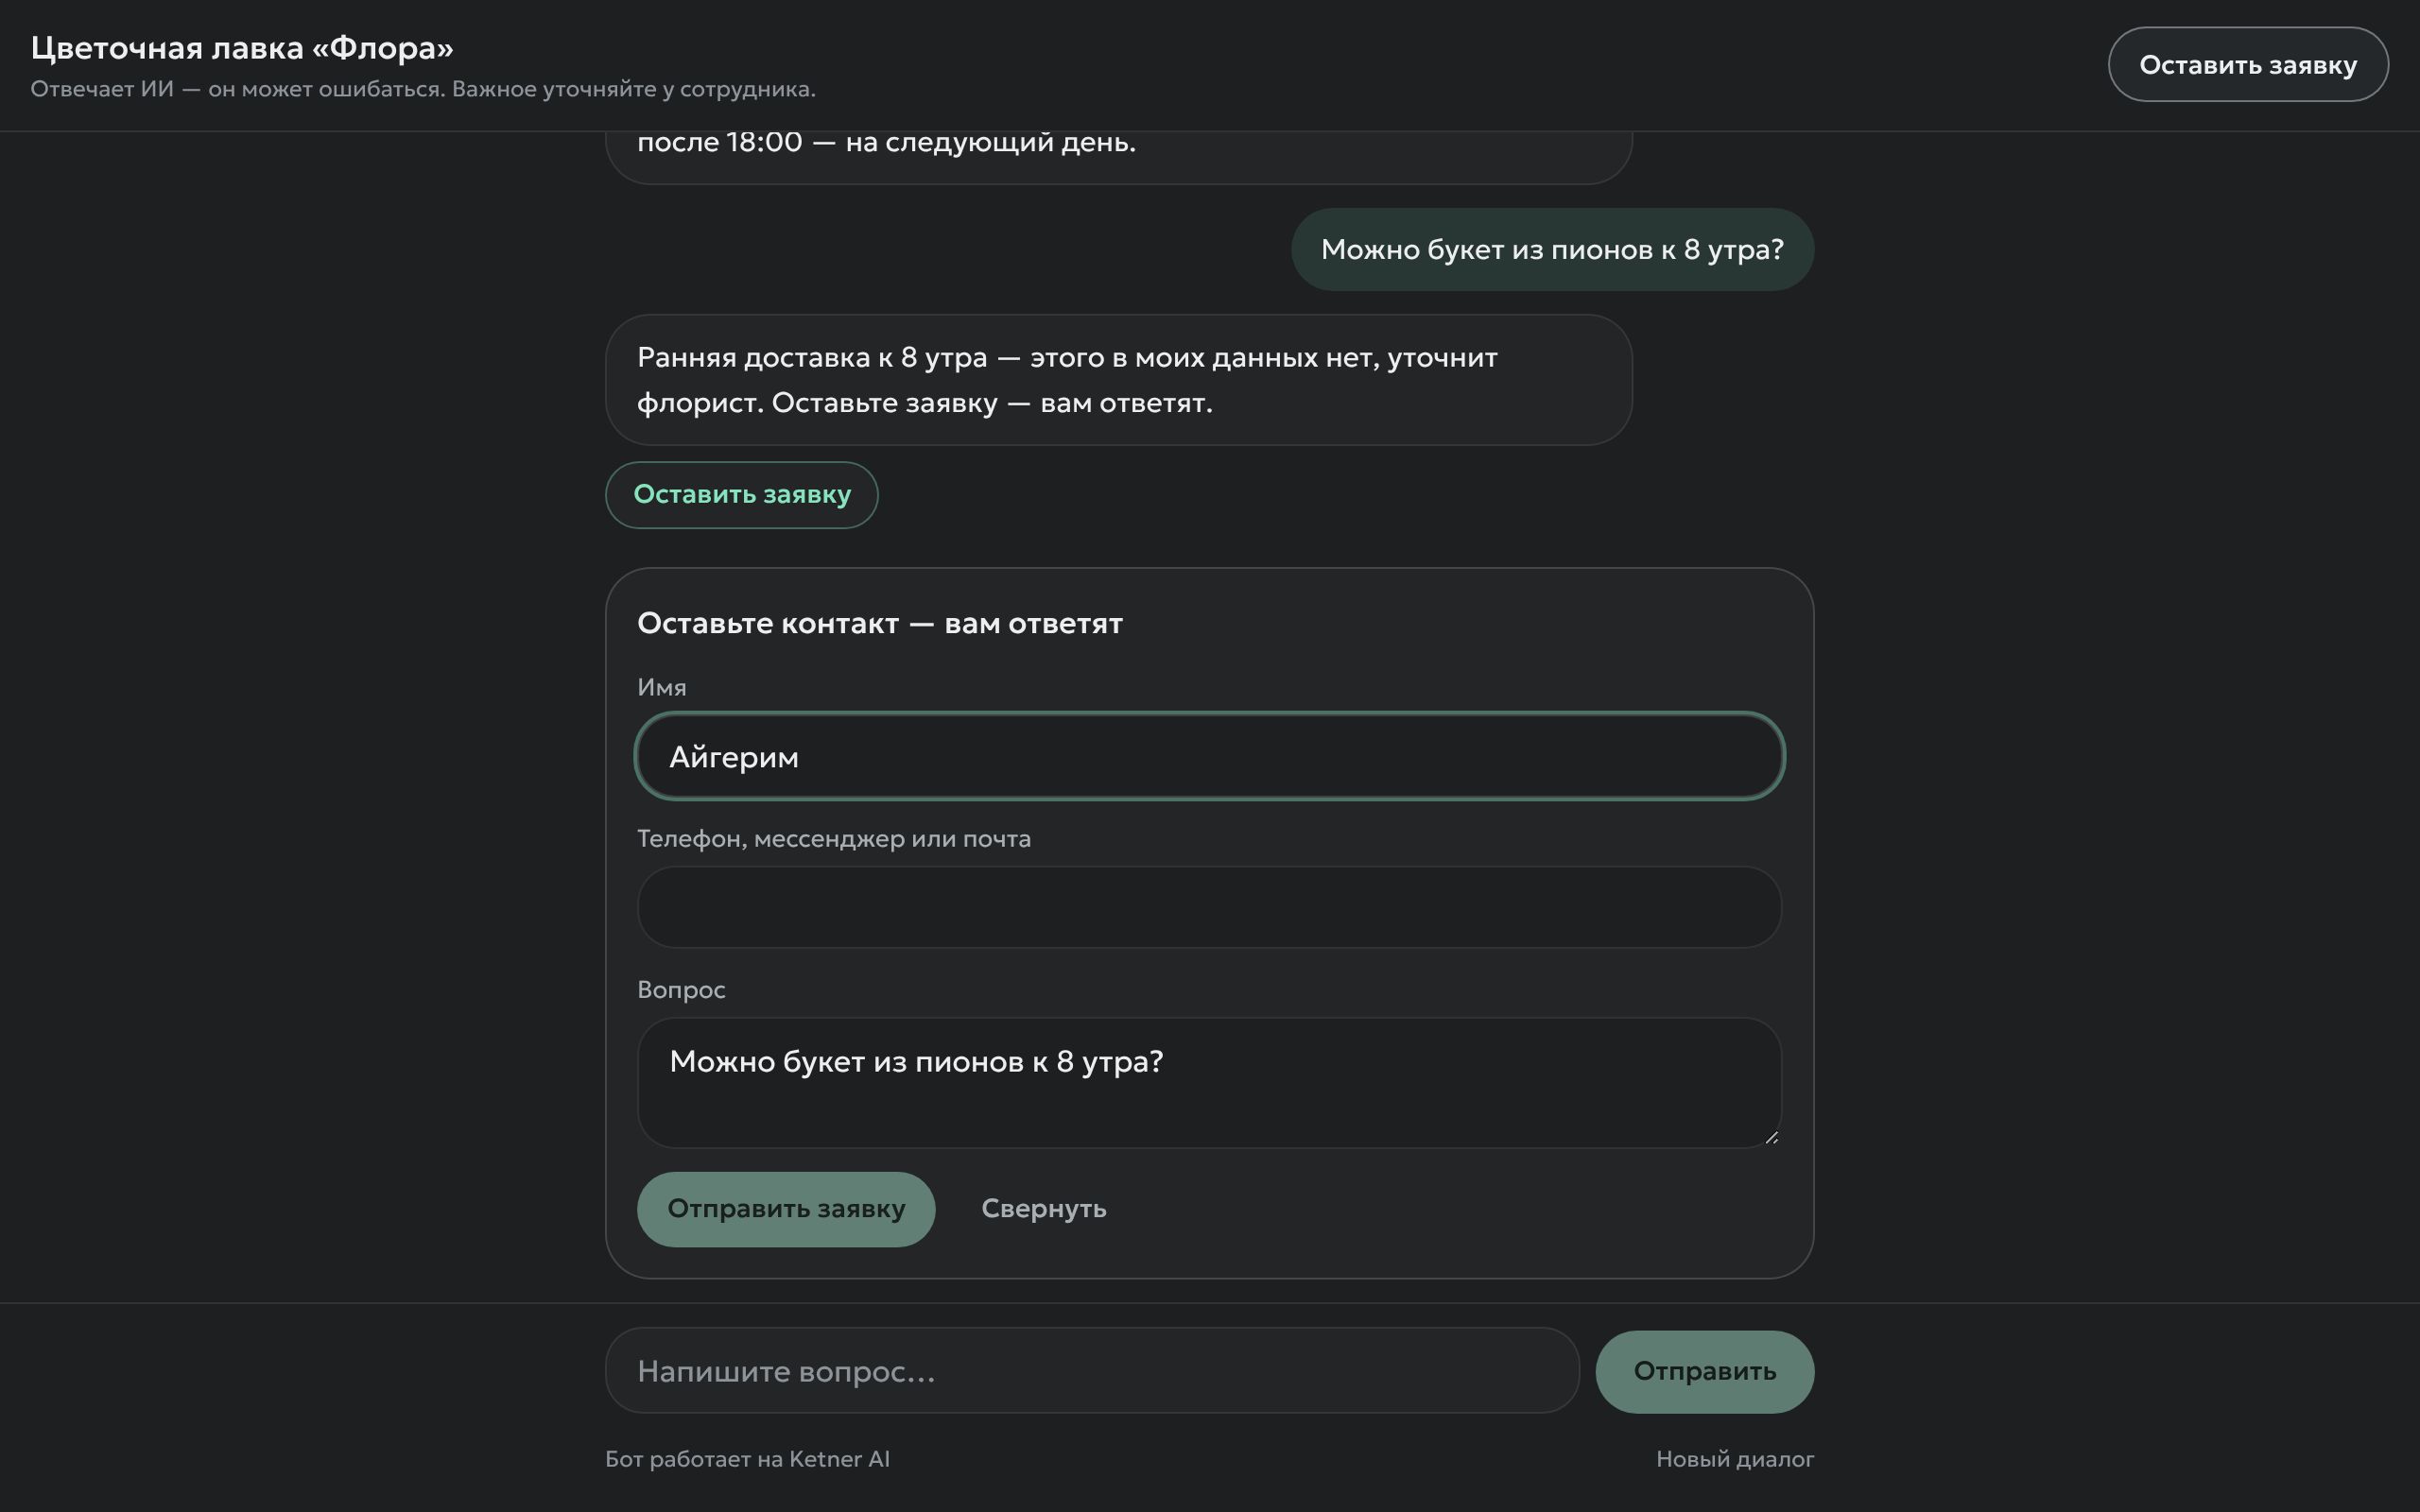 Цветочная лавка «Флора»
Отвечает ИИ — он может ошибаться. Важное уточняйте у сотрудника.
Оставить заявку
после 18:00 — на следующий день.
Можно букет из пионов к 8 утра?
Ранняя доставка к 8 утра — этого в моих данных нет, уточнит
флорист. Оставьте заявку — вам ответят.
Оставить заявку
Оставьте контакт — вам ответят
Имя
Айгерим
Телефон, мессенджер или почта
Вопрос
Можно букет из пионов к 8 утра?
Отправить заявку
Свернуть
Напишите вопрос...
Отправить
Бот работает на Ketner AI
Новый диалог